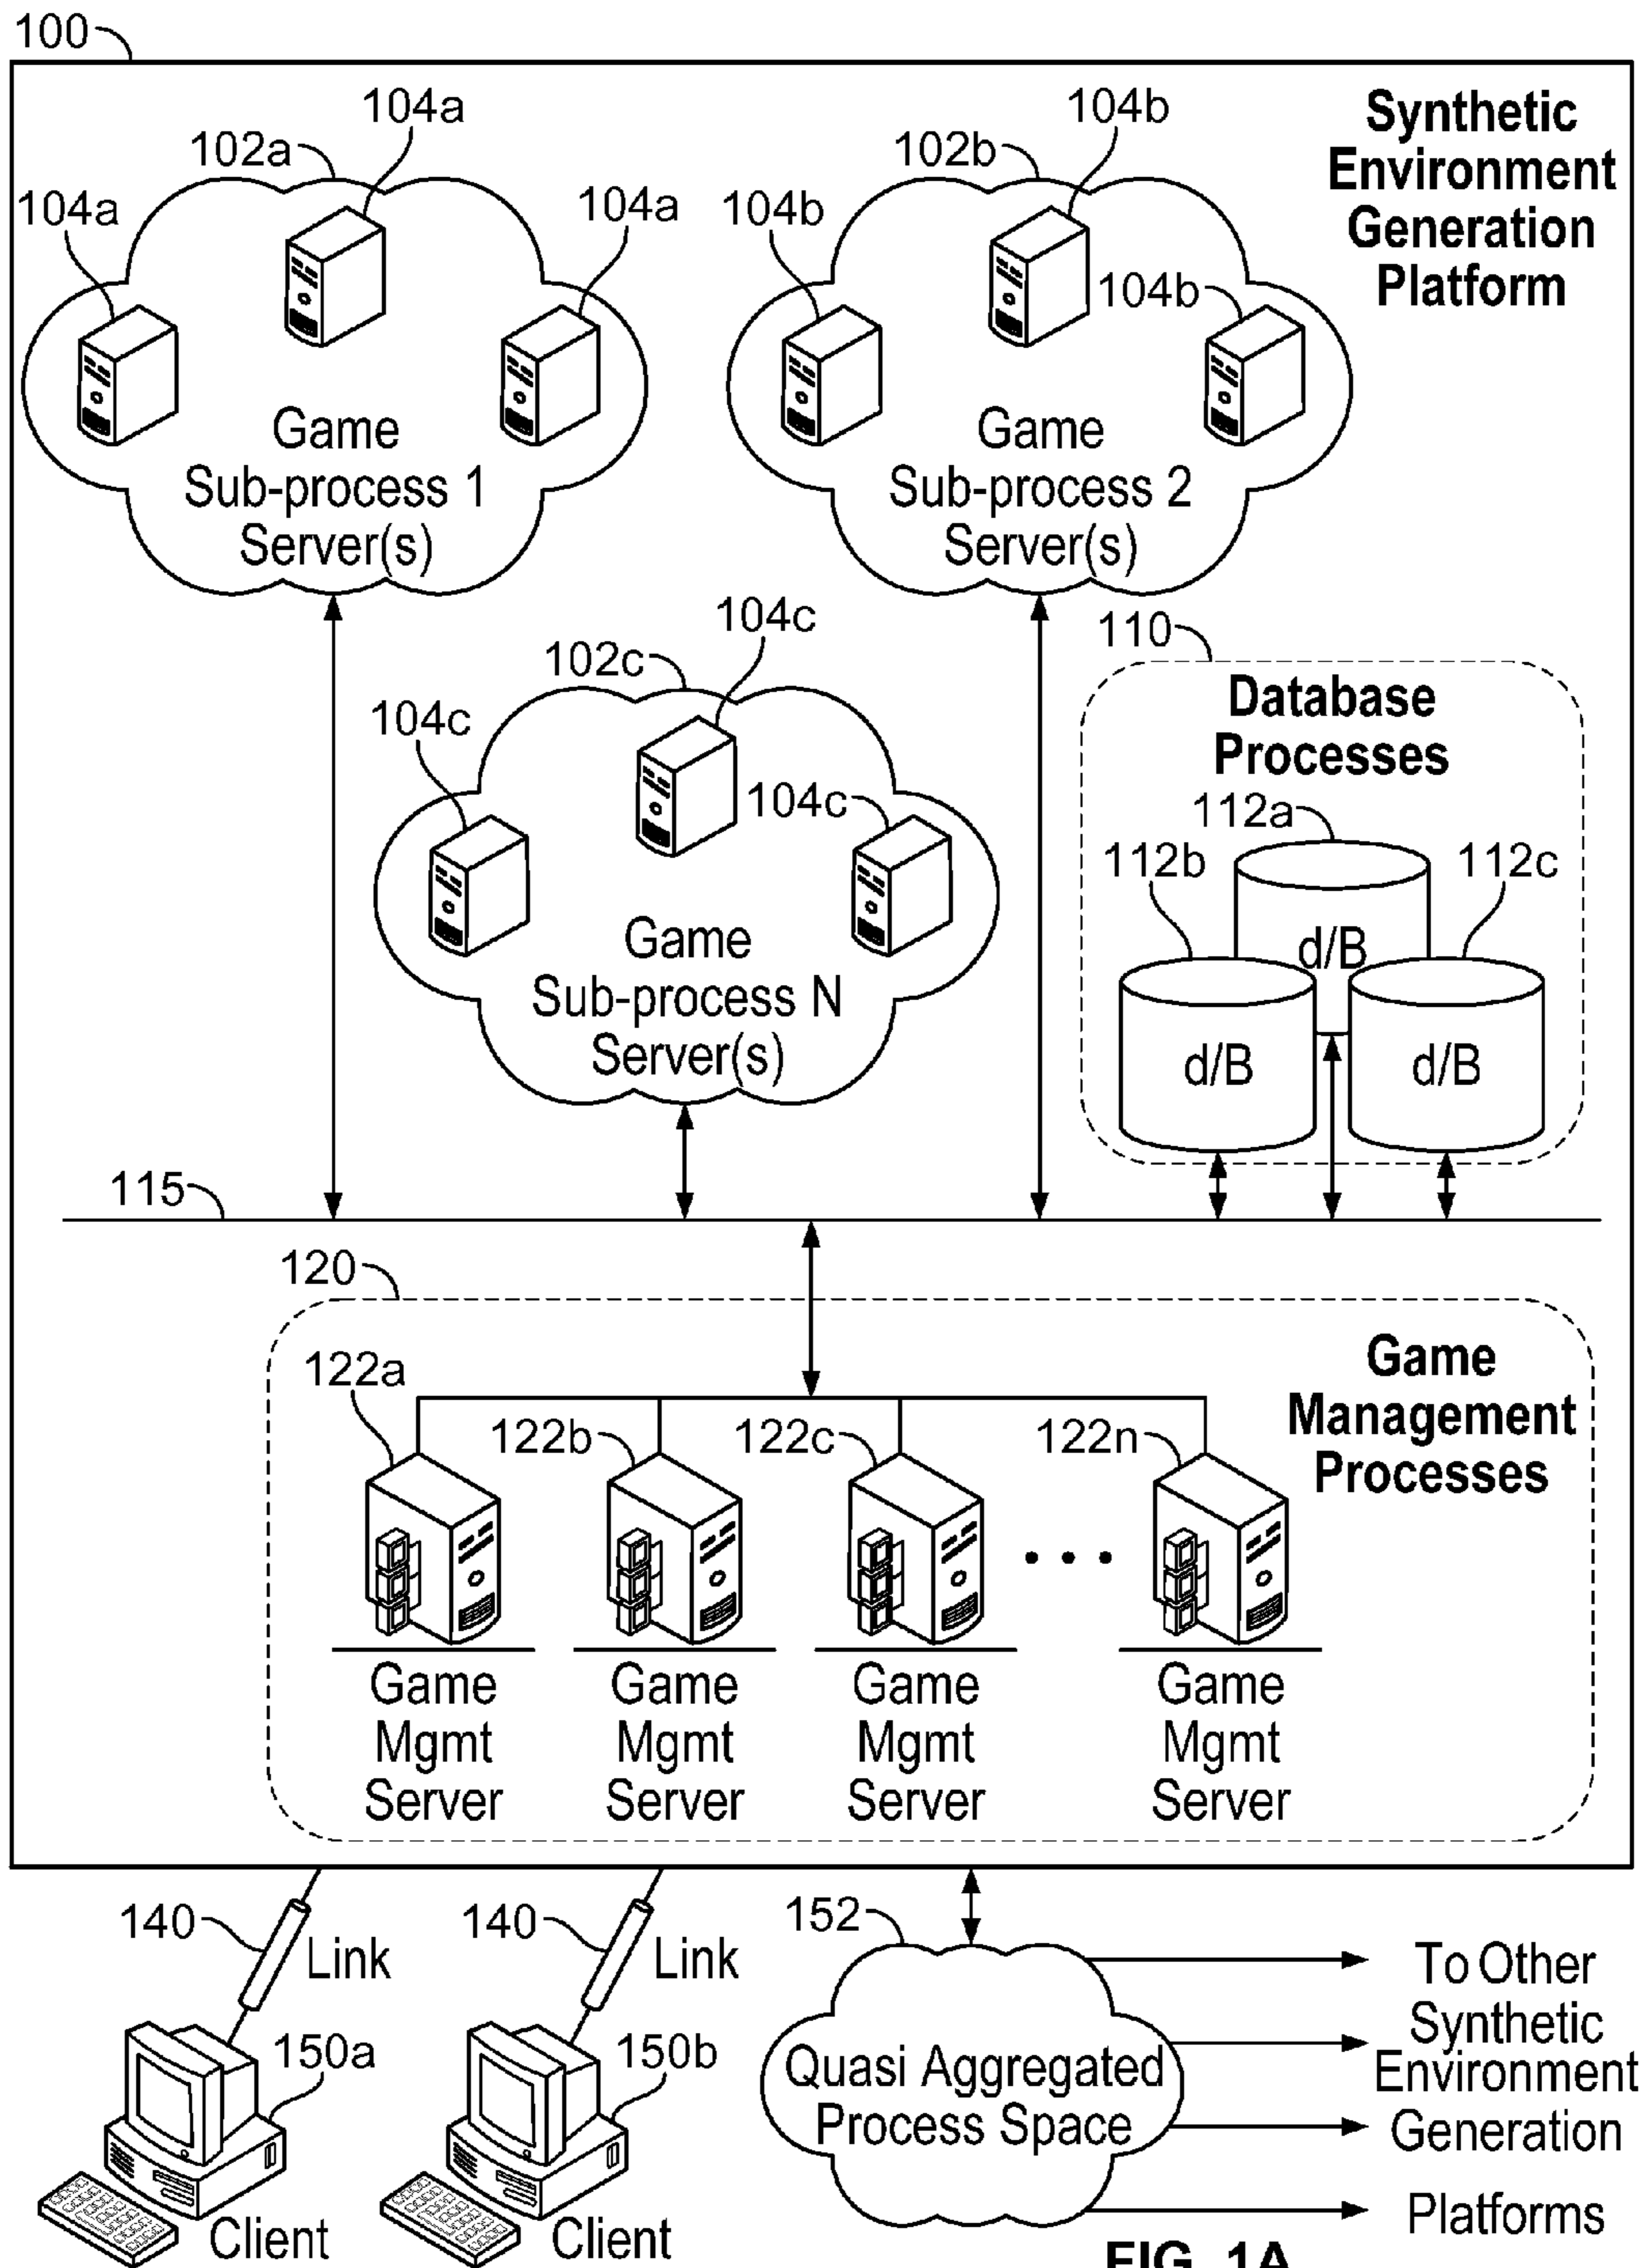 100
Synthetic
Environment
Generation
Platform
102a
104a
104a
104a
102b
104b
104b
104b
Game
Sub-process 1
Server(s)
Game
Sub-process 2
Server(s)
102c
104c
104c
104c
Game
Sub-process N
Server(s)
110
Database
Processes
112a
112b
112c
d/B
d/B
d/B
115
120
Game
Management
Processes
122a
122b
122c
122n
Game
Mgmt
Server
Game
Mgmt
Server
Game
Mgmt
Server
Game
Mgmt
Server
140
Link
140
Link
150a
150b
Client
Client
152
Quasi Aggregated
Process Space
To Other
Synthetic
Environment
Generation
Platforms
FIG. 1A